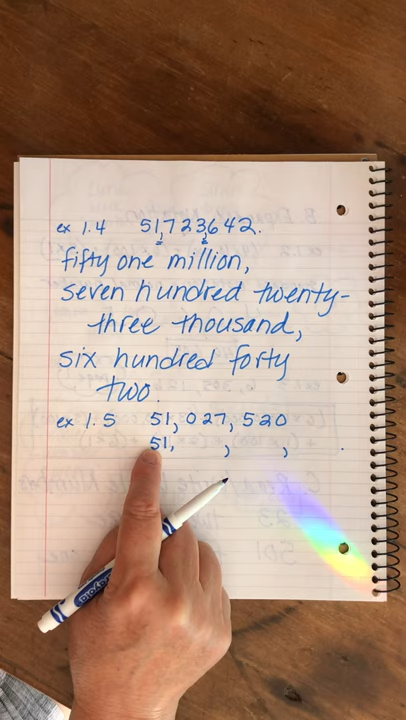 ex 1.4 51,723,642.
fifty one million,
seven hundred twenty-
three thousand,
six hundred forty
two.
ex 1.5 51,027,520
51, , , .